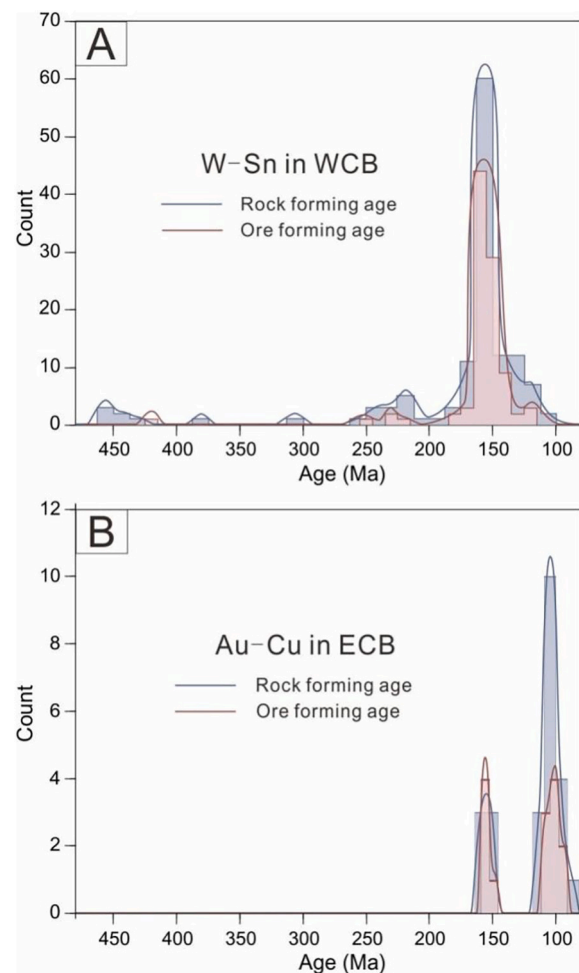 A
W–Sn in WCB
Rock forming age
Ore forming age
Count
70
60
50
40
30
20
10
0
450 400 350 300 250 200 150 100
Age (Ma)
B
Au–Cu in ECB
Rock forming age
Ore forming age
Count
12
10
8
6
4
2
0
450 400 350 300 250 200 150 100
Age (Ma)